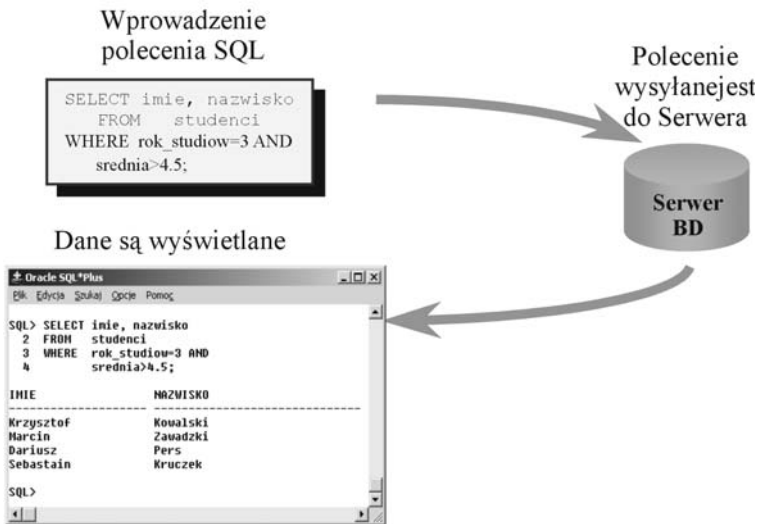 Wprowadzenie
polecenia SQL
SELECT imie, nazwisko
FROM studenci
WHERE rok_studiow=3 AND
srednia>4.5;
Polecenie
wysyłanejest
do Serwera
Serwer
BD
Dane są wyświetlane
Oracle SQL*Plus
Plik Edycja Szukaj Opcje Pomoc
SQL> SELECT imie, nazwisko
2 FROM studenci
3 WHERE rok_studiow=3 AND
4 srednia>4.5;
IMIE NAZWISKO
-------------------- ------------------------------
Krzysztof Kowalski
Marcin Zawadzki
Dariusz Pers
Sebastain Kruczek
SQL>